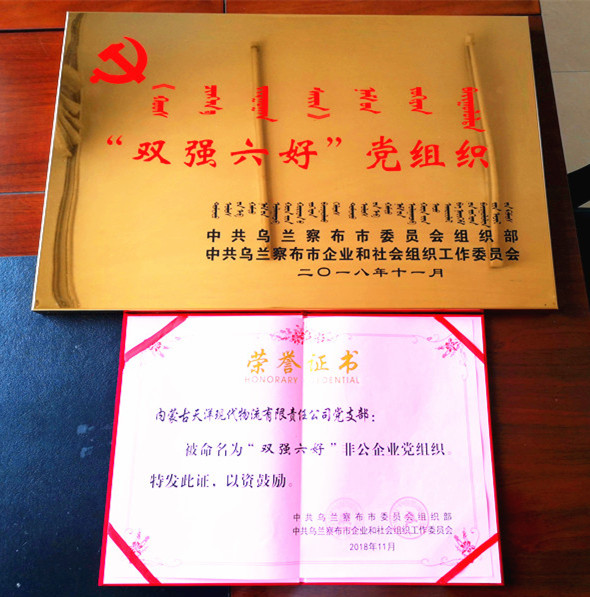 “双强六好”党组织
中共乌兰察布市委员会组织部
中共乌兰察布市企业和社会组织工作委员会
二〇一八年十一月
荣誉证书
HONORARY CREDENTIAL
内蒙古天洋现代物流有限责任公司党支部：
被命名为“双强六好”非公企业党组织。
特发此证，以资鼓励。
中共乌兰察布市委员会组织部
中共乌兰察布市企业和社会组织工作委员会
2018年11月